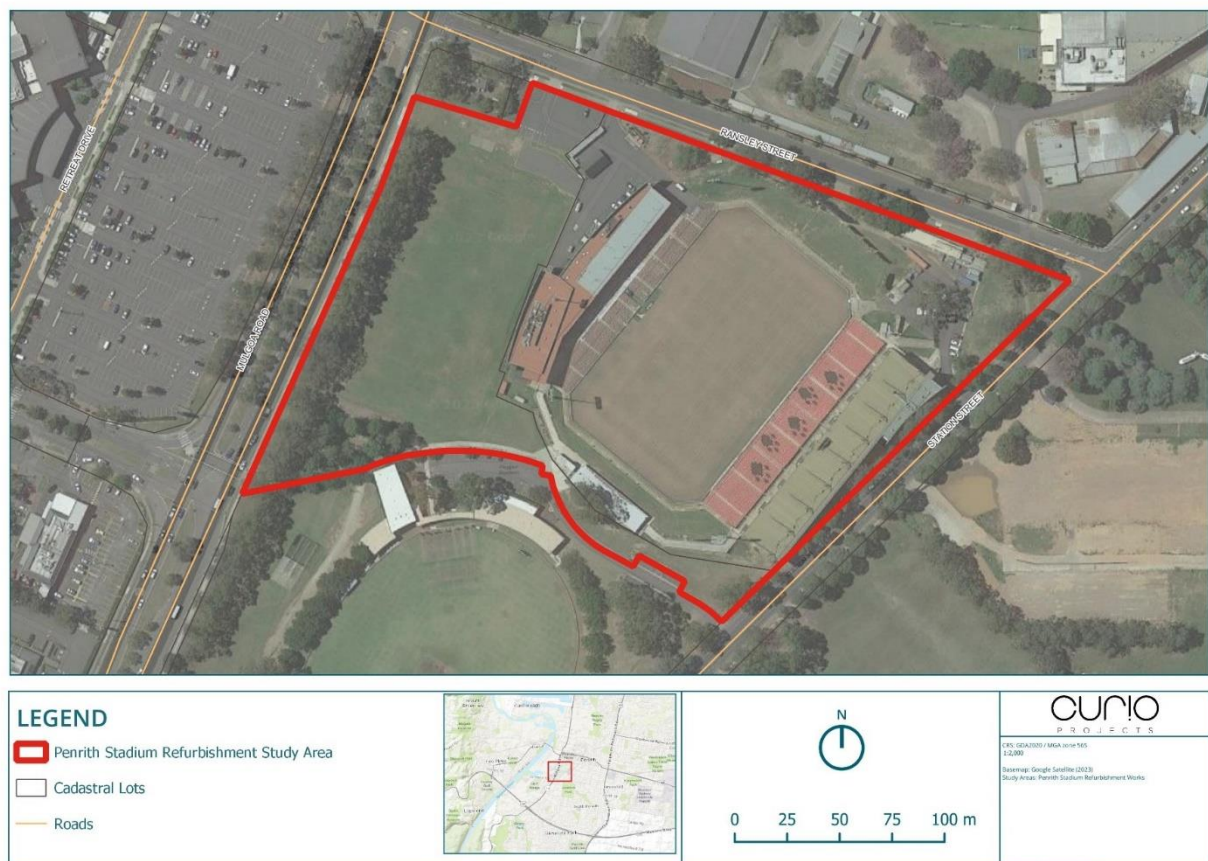 RETREAT DRIVE
MULGOA ROAD
RANSLEY STREET
STATION STREET
LEGEND
Penrith Stadium Refurbishment Study Area
Cadastral Lots
Roads
N
0 25 50 75 100 m
CURIO
PROJECTS
CRS: GDA2020 / MGA zone 56S
1:2,000
Basemap: Google Satellite (2023)
Study Areas: Penrith Stadium Refurbishment Works